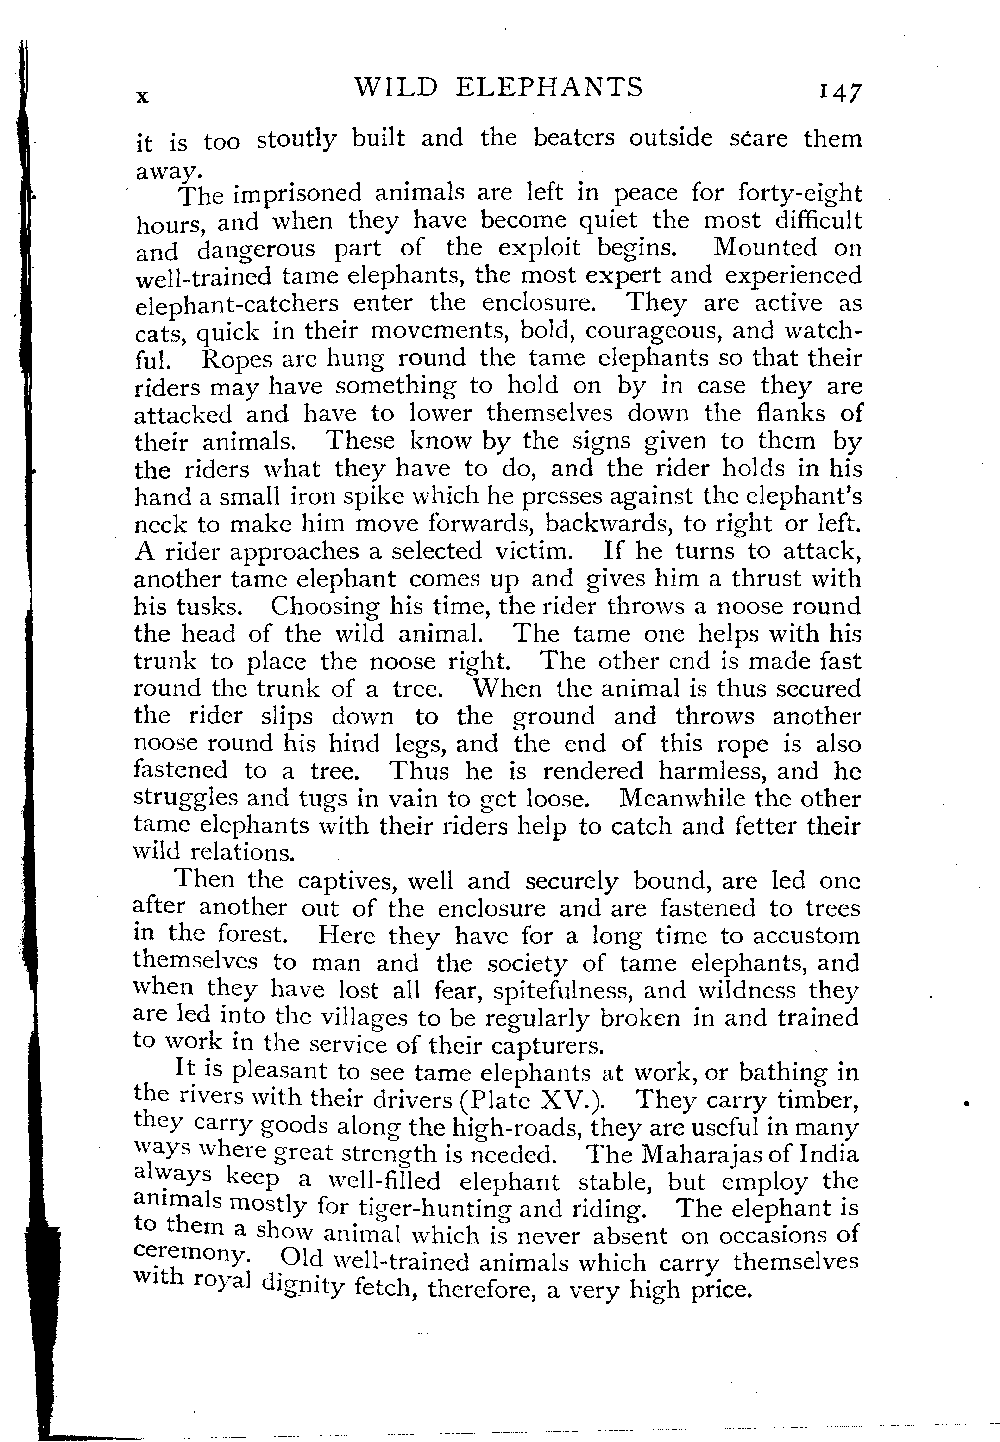 x WILD ELEPHANTS 147
it is too stoutly built and the beaters outside scare them
away.
The imprisoned animals are left in peace for forty-eight
hours, and when they have become quiet the most difficult
and dangerous part of the exploit begins. Mounted on
well-trained tame elephants, the most expert and experienced
elephant-catchers enter the enclosure. They are active as
cats, quick in their movements, bold, courageous, and watch-
ful. Ropes are hung round the tame elephants so that their
riders may have something to hold on by in case they are
attacked and have to lower themselves down the flanks of
their animals. These know by the signs given to them by
the riders what they have to do, and the rider holds in his
hand a small iron spike which he presses against the elephant's
neck to make him move forwards, backwards, to right or left.
A rider approaches a selected victim. If he turns to attack,
another tame elephant comes up and gives him a thrust with
his tusks. Choosing his time, the rider throws a noose round
the head of the wild animal. The tame one helps with his
trunk to place the noose right. The other end is made fast
round the trunk of a tree. When the animal is thus secured
the rider slips down to the ground and throws another
noose round his hind legs, and the end of this rope is also
fastened to a tree. Thus he is rendered harmless, and he
struggles and tugs in vain to get loose. Meanwhile the other
tame elephants with their riders help to catch and fetter their
wild relations.
Then the captives, well and securely bound, are led one
after another out of the enclosure and are fastened to trees
in the forest. Here they have for a long time to accustom
themselves to man and the society of tame elephants, and
when they have lost all fear, spitefulness, and wildness they
are led into the villages to be regularly broken in and trained
to work in the service of their capturers.
It is pleasant to see tame elephants at work, or bathing in
the rivers with their drivers (Plate XV.). They carry timber,
they carry goods along the high-roads, they are useful in many
ways where great strength is needed. The Maharajas of India
always keep a well-filled elephant stable, but employ the
animals mostly for tiger-hunting and riding. The elephant is
to them a show animal which is never absent on occasions of
ceremony. Old well-trained animals which carry themselves
with royal dignity fetch, therefore, a very high price.